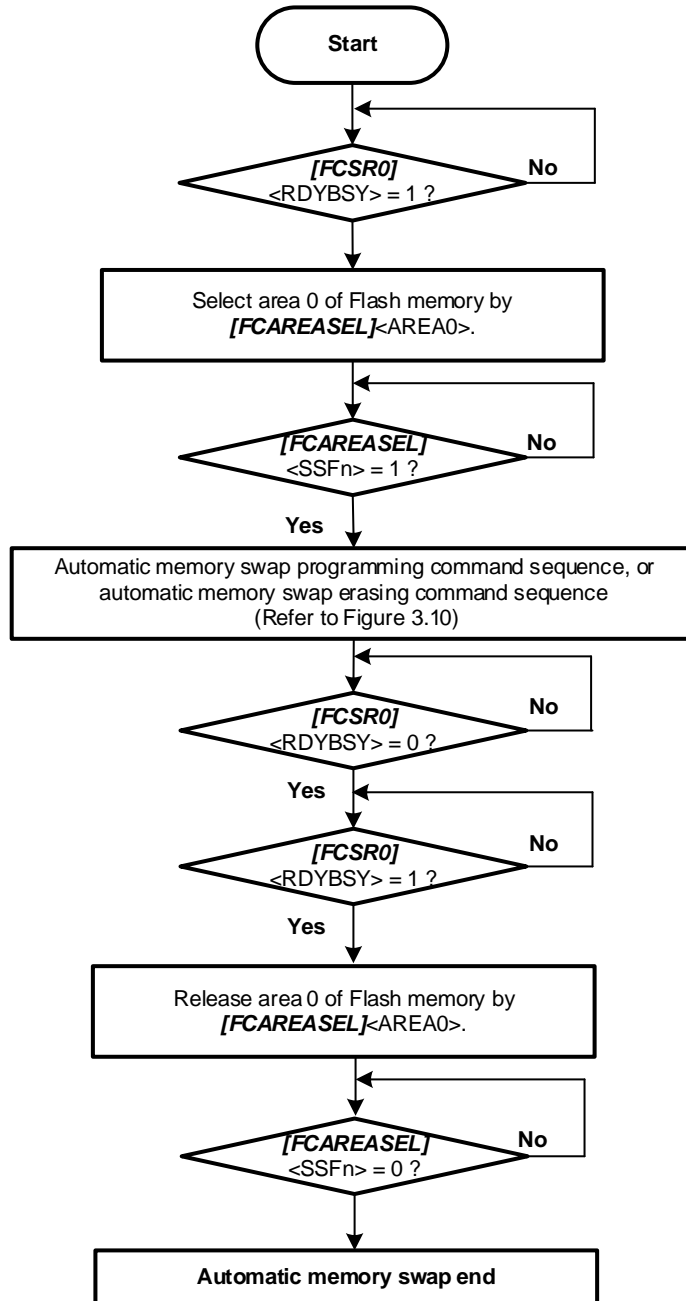 Start
[FCSR0]
<RDYBSY> = 1 ?
No
Select area 0 of Flash memory by
[FCAREASEL]<AREA0>.
[FCAREASEL]
<SSFn> = 1 ?
No
Yes
Automatic memory swap programming command sequence, or
automatic memory swap erasing command sequence
(Refer to Figure 3.10)
[FCSR0]
<RDYBSY> = 0 ?
No
Yes
[FCSR0]
<RDYBSY> = 1 ?
No
Yes
Release area 0 of Flash memory by
[FCAREASEL]<AREA0>.
[FCAREASEL]
<SSFn> = 0 ?
No
Automatic memory swap end